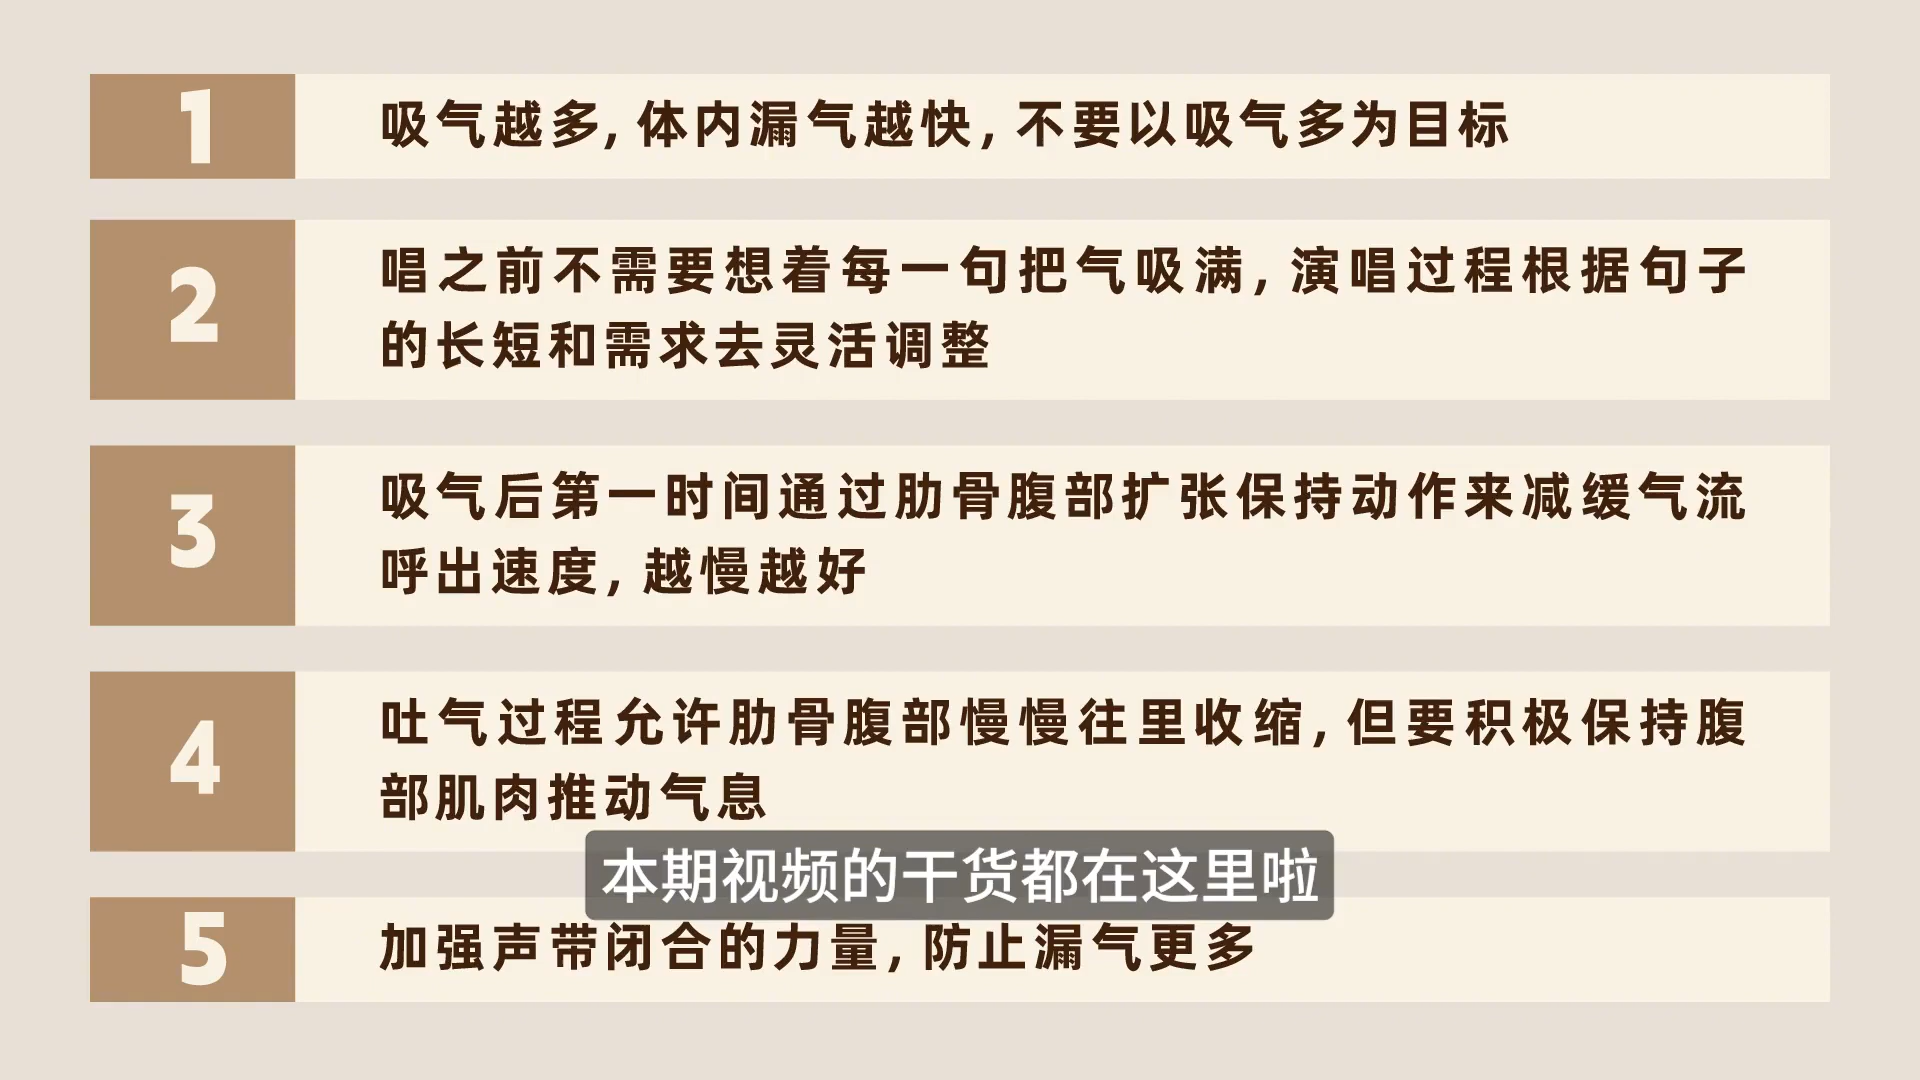 1
吸气越多, 体内漏气越快, 不要以吸气多为目标
2
唱之前不需要想着每一句把气吸满, 演唱过程根据句子
的长短和需求去灵活调整
3
吸气后第一时间通过肋骨腹部扩张保持动作来减缓气流
呼出速度, 越慢越好
4
吐气过程允许肋骨腹部慢慢往里收缩, 但要积极保持腹
部肌肉推动气息
本期视频的干货都在这里啦
5
加强声带闭合的力量, 防止漏气更多